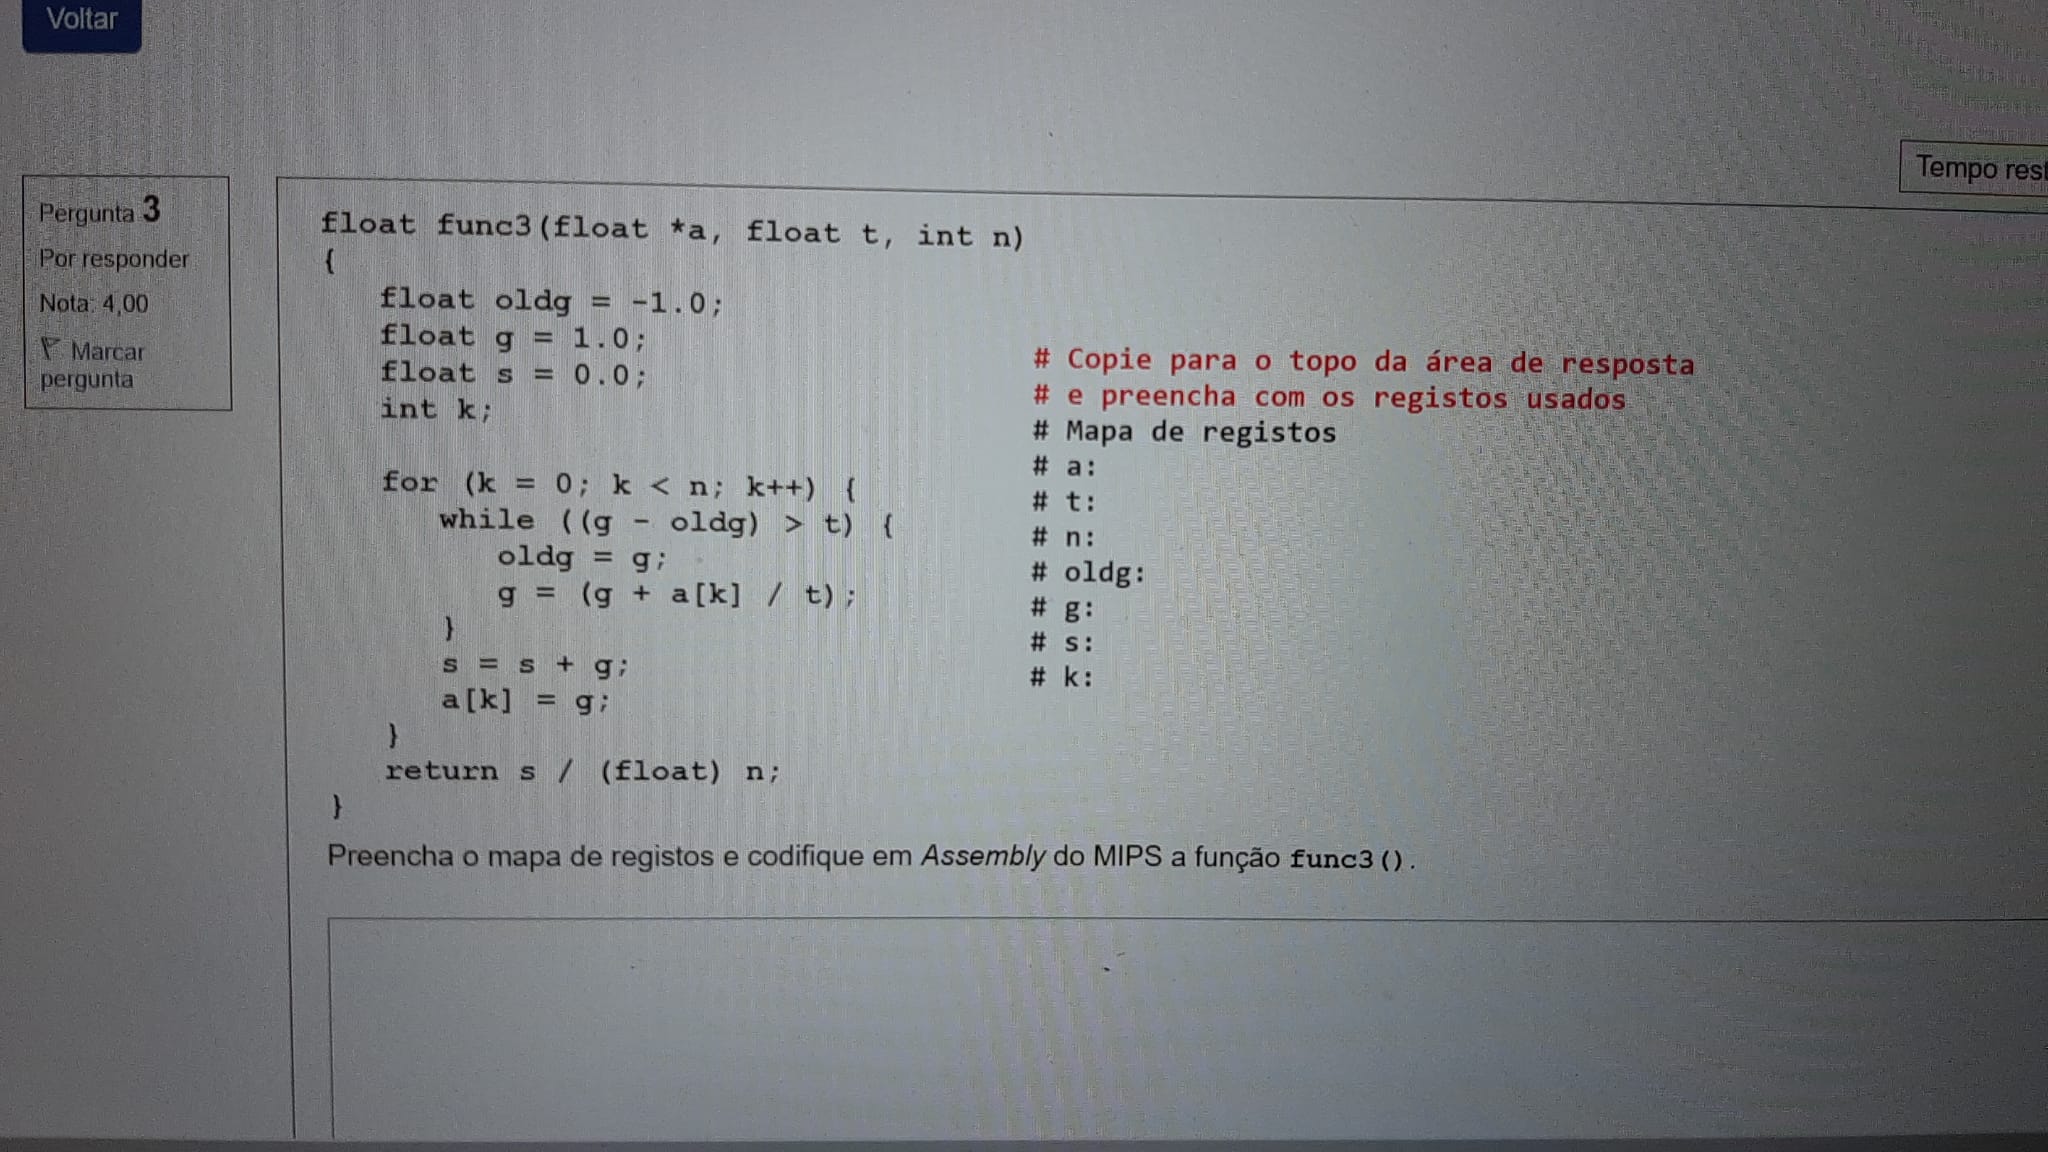 Voltar
Tempo
Pergunta 3
Por responder
Nota: 4,00
Marcar
pergunta
float func3(float *a, float t, int n)
{
float oldg = -1.0;
float g = 1.0;
float s = 0.0;
int k;
for (k = 0; k < n; k++) {
while ((g - oldg) > t) {
oldg = g;
g = (g + a[k] / t);
}
s = s + g;
a[k] = g;
}
return s / (float) n;
}
# Copie para o topo da área de resposta
# e preencha com os registos usados
# Mapa de registos
# a:
# t:
# n:
# oldg:
# g:
# s:
# k:
Preencha o mapa de registos e codifique em Assembly do MIPS a função func3().